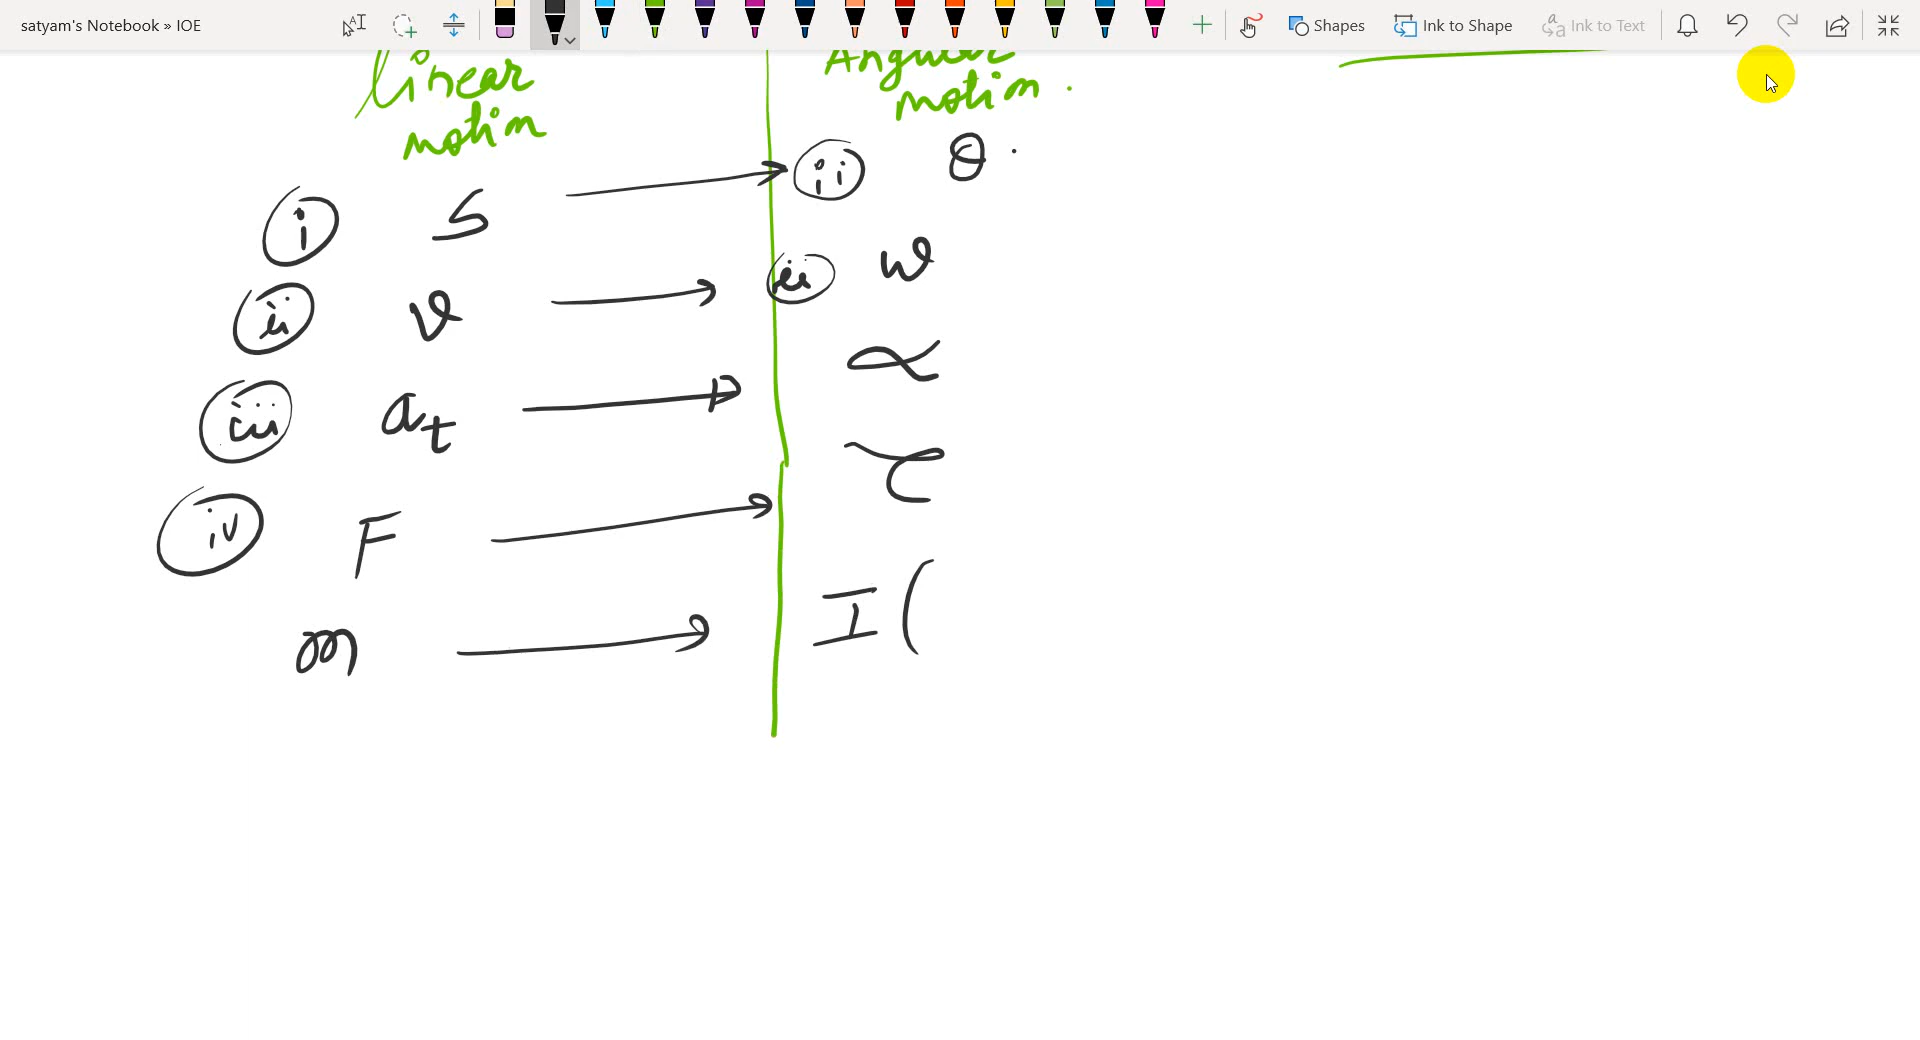 satyam's Notebook » IOE
Shapes
Ink to Shape
Ink to Text
linear motion
Angular motion.
i S → ii θ.
ii v → ii w
iii a_t → α
iv F → τ
m → I (